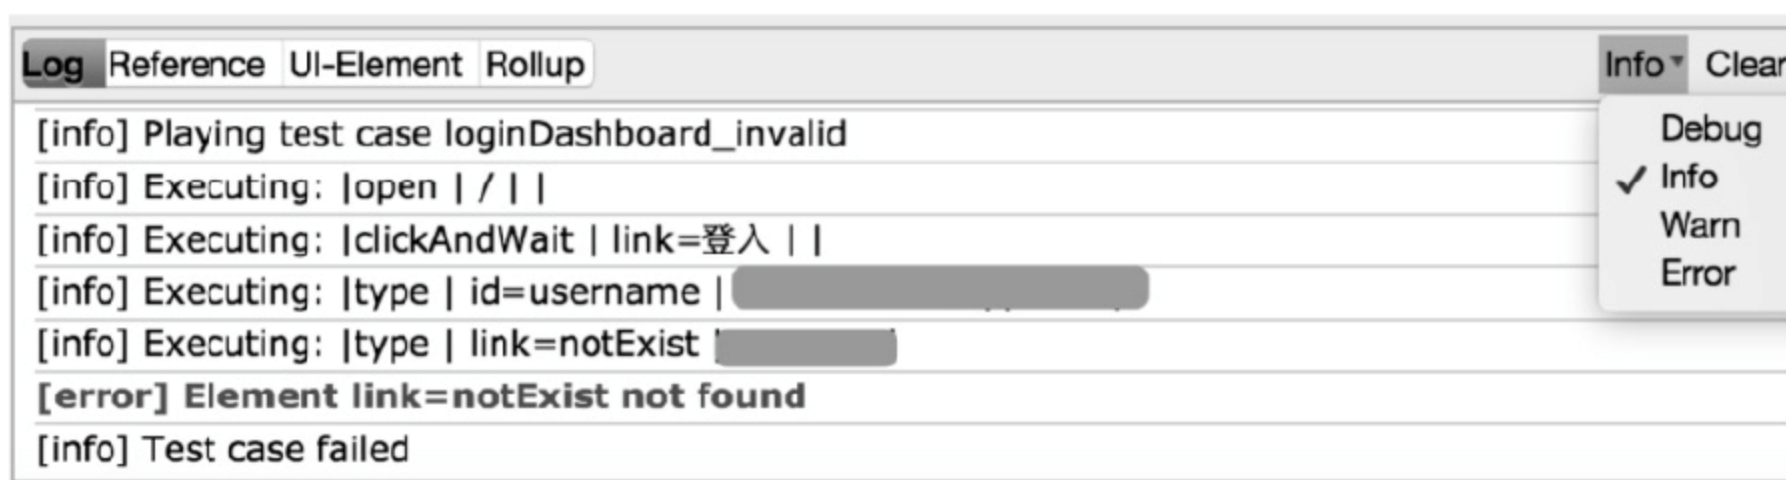 Log Reference UI-Element Rollup Info Clear
[info] Playing test case loginDashboard_invalid
[info] Executing: |open | / | |
[info] Executing: |clickAndWait | link=登入 | |
[info] Executing: |type | id=username |
[info] Executing: |type | link=notExist
[error] Element link=notExist not found
[info] Test case failed
Debug
Info
Warn
Error